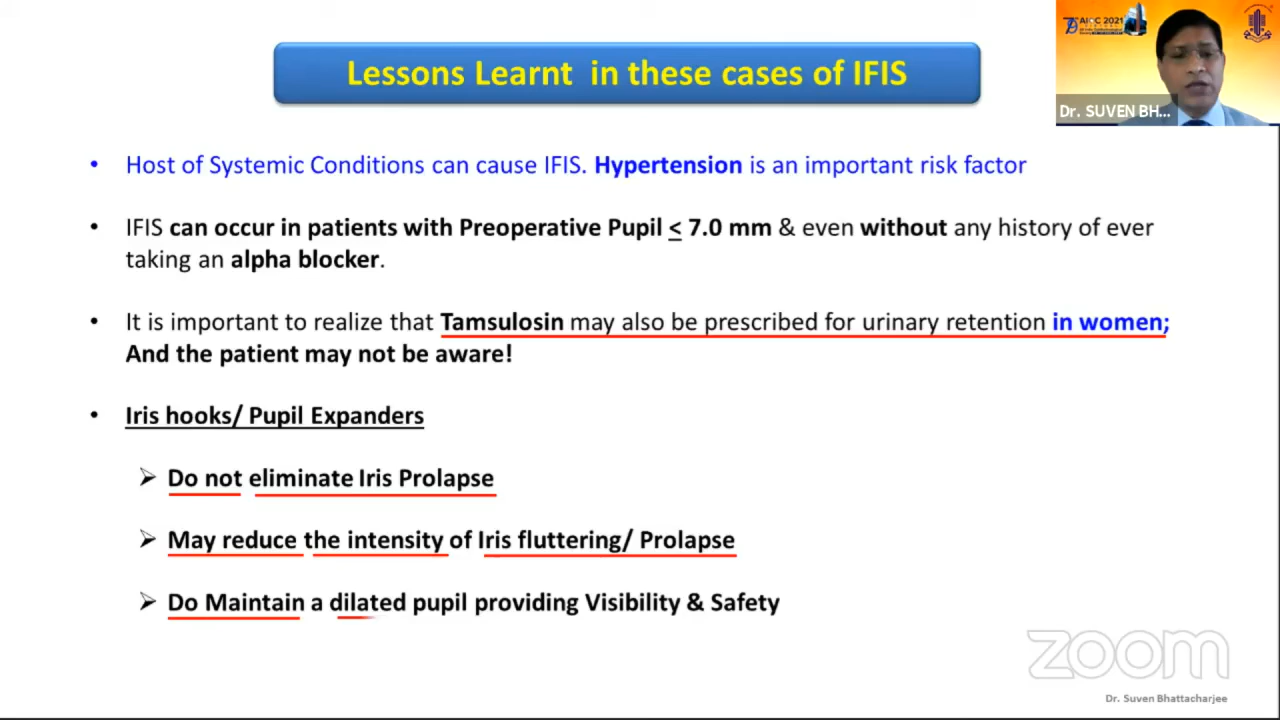 AIOC 2021
Lessons Learnt in these cases of IFIS
Dr. SUVEN BH...
• Host of Systemic Conditions can cause IFIS. Hypertension is an important risk factor
• IFIS can occur in patients with Preoperative Pupil ≤ 7.0 mm & even without any history of ever
taking an alpha blocker.
• It is important to realize that Tamsulosin may also be prescribed for urinary retention in women;
And the patient may not be aware!
• Iris hooks/ Pupil Expanders
➢ Do not eliminate Iris Prolapse
➢ May reduce the intensity of Iris fluttering/ Prolapse
➢ Do Maintain a dilated pupil providing Visibility & Safety
zoom
Dr. Suven Bhattacharjee